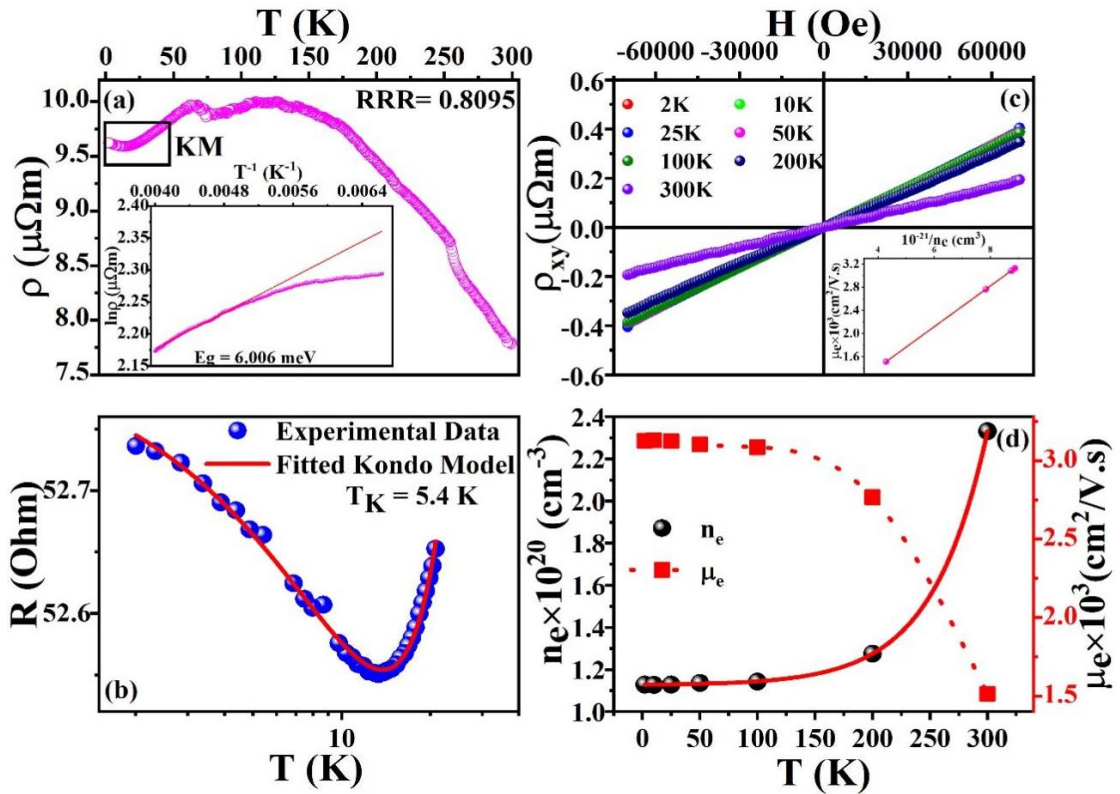 T (K)
0 50 100 150 200 250 300
10.0
9.5
9.0
8.5
8.0
7.5
ρ (μΩm)
(a)
RRR= 0.8095
KM
T⁻¹ (K⁻¹)
0.0040 0.0048 0.0056 0.0064
2.40
2.35
2.30
2.25
2.20
2.15
lnρ (μΩm)
Eg = 6.006 meV
H (Oe)
-60000 -30000 0 30000 60000
0.6
0.4
0.2
0.0
-0.2
-0.4
-0.6
ρxy(μΩm)
(c)
2K 10K
25K 50K
100K 200K
300K
10⁻²¹/nₑ (cm³)
4 6 8
3.2
2.4
1.6
μₑ×10³(cm²/V.s)
52.7
52.6
R (Ohm)
Experimental Data
Fitted Kondo Model
T_K = 5.4 K
(b)
10
T (K)
2.4
2.2
2.0
1.8
1.6
1.4
1.2
1.0
nₑ×10²⁰ (cm⁻³)
(d)
nₑ
μₑ
3.0
2.5
2.0
1.5
μₑ×10³(cm²/V.s)
0 50 100 150 200 250 300
T (K)